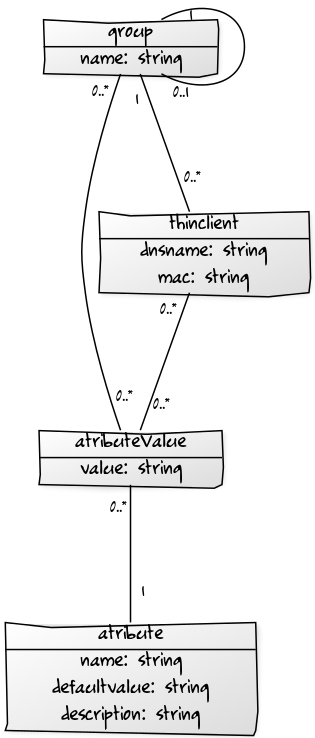 1
group
name: string
0..*
1
0..1
0..*
thinclient
dnsname: string
mac: string
0..*
0..*
0..*
atributeValue
value: string
0..*
1
atribute
name: string
defaultvalue: string
description: string